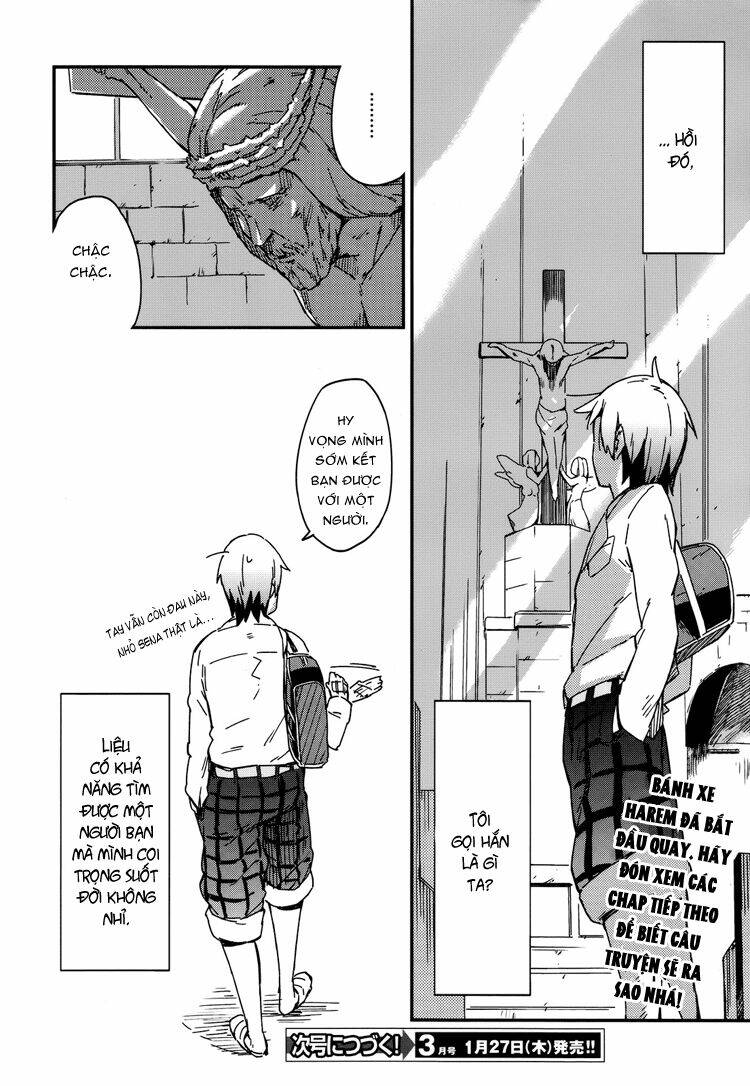 ... HỒI
ĐÓ,
TÔI
GỌI HẮN
LÀ GÌ
TA?
BÁNH XE
HAREM ĐÃ BẮT
ĐẦU QUAY. HÃY
ĐÓN XEM CÁC
CHAP TIẾP THEO
ĐỂ BIẾT CÂU
TRUYỆN SẼ RA
SAO NHÁ!
.........
CHẬC
CHẬC.
HY
VỌNG MÌNH
SỚM KẾT
BẠN ĐƯỢC
VỚI MỘT
NGƯỜI.
TAY VẪN CÒN ĐAU NÀY,
NHỎ SENA THẬT LÀ...
LIỆU
CÓ KHẢ
NĂNG TÌM
ĐƯỢC MỘT
NGƯỜI BẠN
MÀ MÌNH COI
TRỌNG SUỐT
ĐỜI KHÔNG
NHỈ.
次号につづく! 3月号 1月27日(木)発売!!